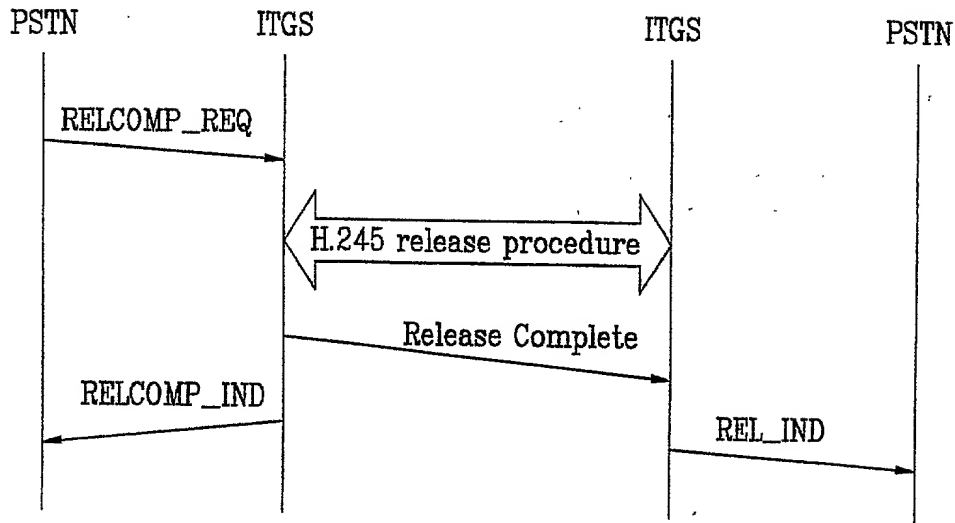 PSTN
ITGS
ITGS
PSTN
RELCOMP_REQ
H.245 release procedure
Release Complete
RELCOMP_IND
REL_IND